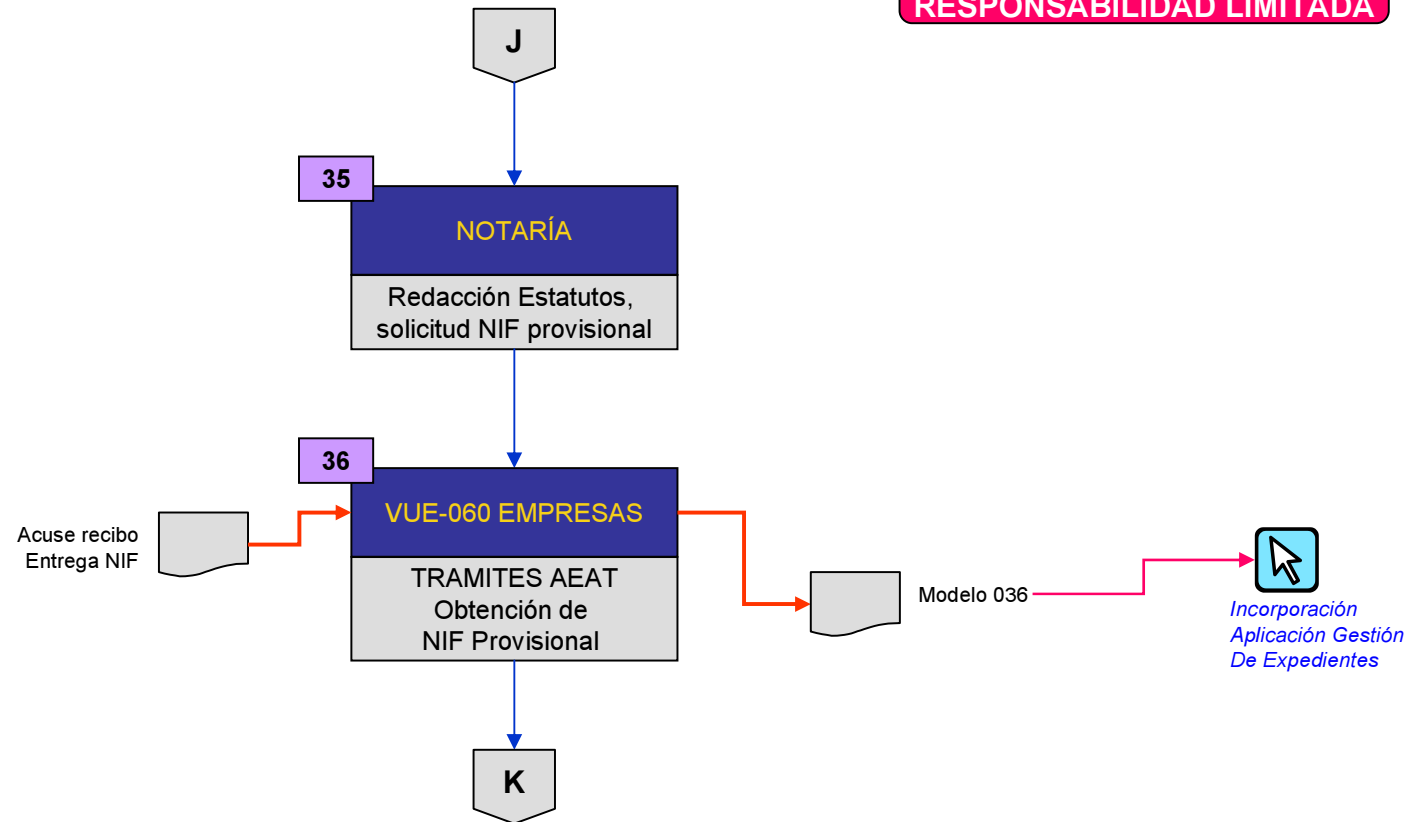 RESPONSABILIDAD LIMITADA
J
35
NOTARÍA
Redacción Estatutos,
solicitud NIF provisional
36
VUE-060 EMPRESAS
Acuse recibo
Entrega NIF
TRAMITES AEAT
Obtención de
NIF Provisional
Modelo 036
Incorporación
Aplicación Gestión
De Expedientes
K